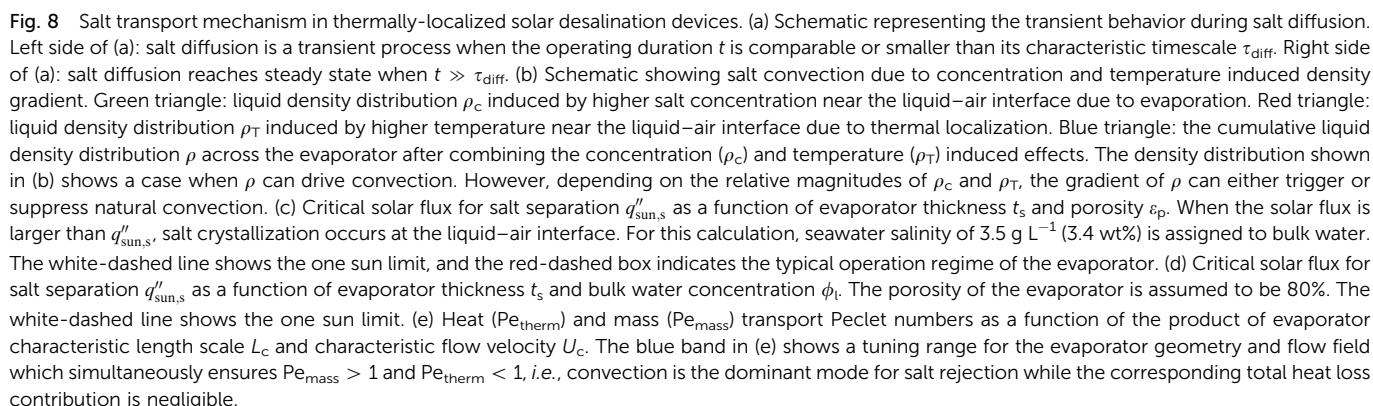 Fig. 8 Salt transport mechanism in thermally-localized solar desalination devices. (a) Schematic representing the transient behavior during salt diffusion.
Left side of (a): salt diffusion is a transient process when the operating duration t is comparable or smaller than its characteristic timescale τdiff. Right side
of (a): salt diffusion reaches steady state when t ≫ τdiff. (b) Schematic showing salt convection due to concentration and temperature induced density
gradient. Green triangle: liquid density distribution ρc induced by higher salt concentration near the liquid–air interface due to evaporation. Red triangle:
liquid density distribution ρT induced by higher temperature near the liquid–air interface due to thermal localization. Blue triangle: the cumulative liquid
density distribution ρ across the evaporator after combining the concentration (ρc) and temperature (ρT) induced effects. The density distribution shown
in (b) shows a case when ρ can drive convection. However, depending on the relative magnitudes of ρc and ρT, the gradient of ρ can either trigger or
suppress natural convection. (c) Critical solar flux for salt separation q″sun,s as a function of evaporator thickness ts and porosity εp. When the solar flux is
larger than q″sun,s, salt crystallization occurs at the liquid–air interface. For this calculation, seawater salinity of 3.5 g L−1 (3.4 wt%) is assigned to bulk water.
The white-dashed line shows the one sun limit, and the red-dashed box indicates the typical operation regime of the evaporator. (d) Critical solar flux for
salt separation q″sun,s as a function of evaporator thickness ts and bulk water concentration ϕl. The porosity of the evaporator is assumed to be 80%. The
white-dashed line shows the one sun limit. (e) Heat (Petherm) and mass (Pemass) transport Peclet numbers as a function of the product of evaporator
characteristic length scale Lc and characteristic flow velocity Uc. The blue band in (e) shows a tuning range for the evaporator geometry and flow field
which simultaneously ensures Pemass > 1 and Petherm < 1, i.e., convection is the dominant mode for salt rejection while the corresponding total heat loss
contribution is negligible.